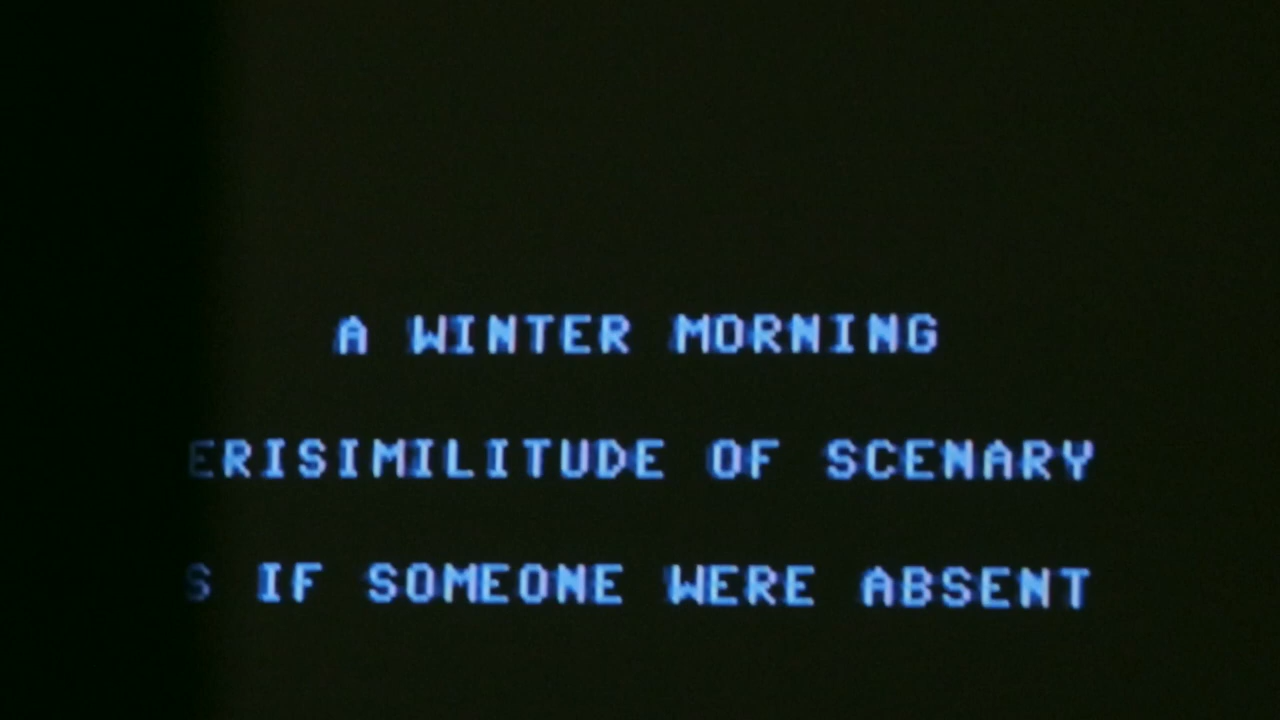 A WINTER MORNING
ERISIMILITUDE OF SCENARY
S IF SOMEONE WERE ABSENT